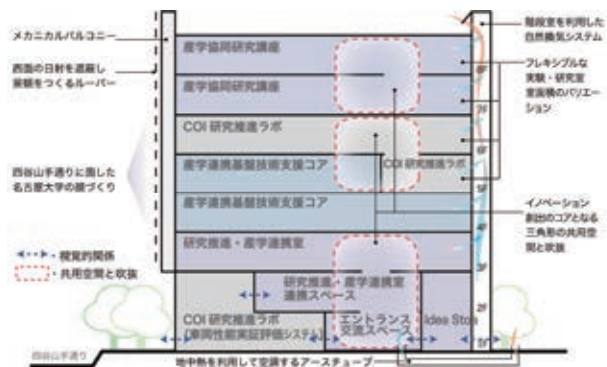 メカニカルバルコニー
西面の日射を遮蔽し
景観をつくるルーバー
四谷山手通りに面した
名古屋大学の顔づくり
階段室を利用した
自然換気システム
フレキシブルな
実験・研究室
室面積のバリエー
ション
イノベーション
創出のコアとなる
三角形の共用空
間と吹抜
産学協同研究講座
8F
産学協同研究講座
7F
COI 研究推進ラボ
6F
COI 研究推進ラボ
産学連携基盤技術支援コア
5F
産学連携基盤技術支援コア
4F
研究推進・産学連携室
3F
研究推進・産学連携室
連携スペース
2F
COI 研究推進ラボ
(車両性能実証評価システム)
エントランス
交流スペース
Idea Stoa
1F
・視覚的関係
・共用空間と吹抜
四谷山手通り
地中熱を利用して空調するアースチューブ